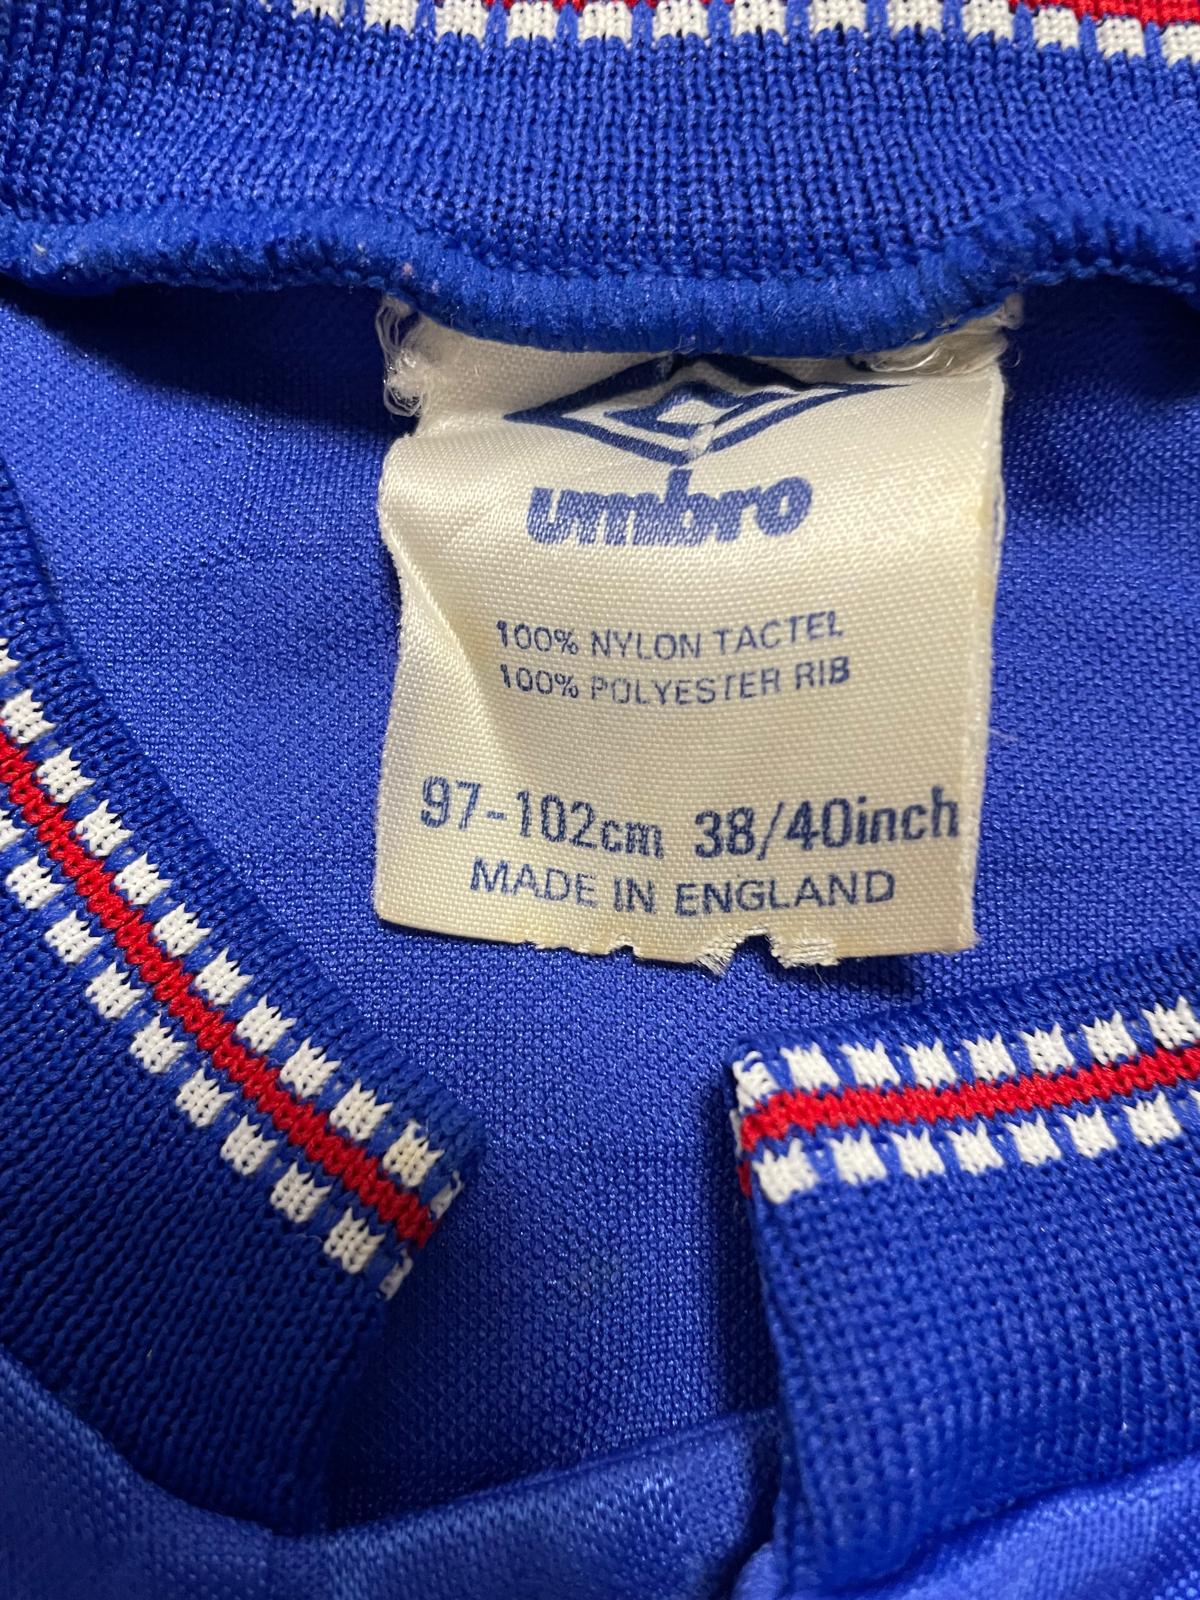 umbro
100% NYLON TACTEL
100% POLYESTER RIB
97-102cm 38/40inch
MADE IN ENGLAND